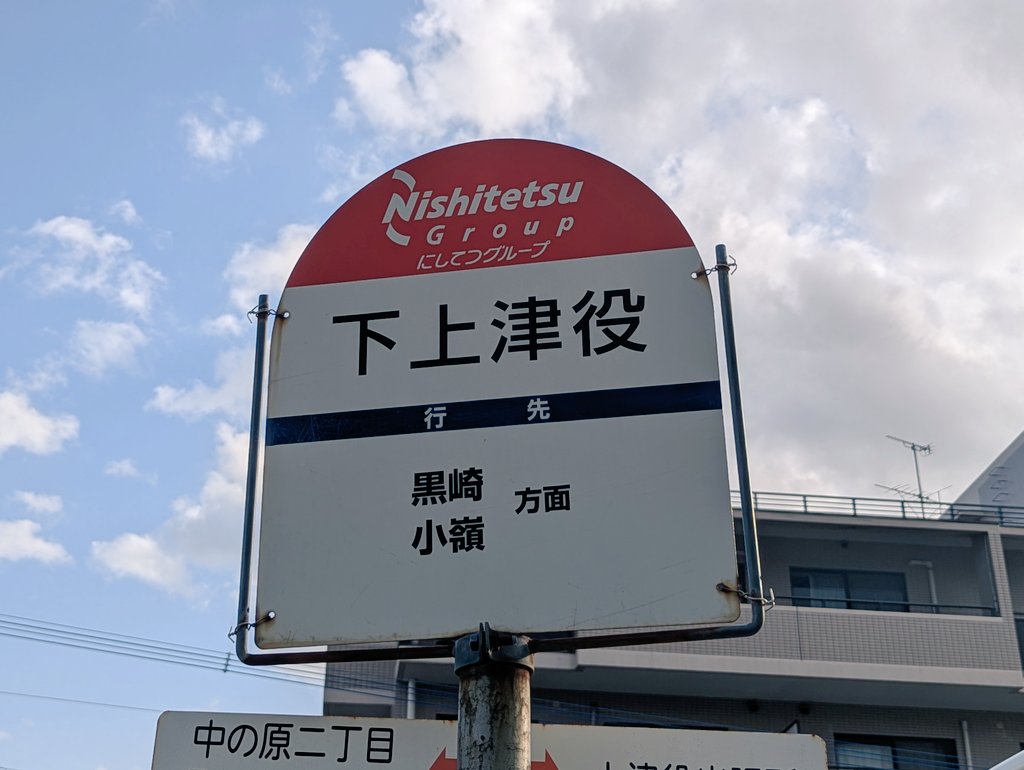 Nishitetsu
Group
にしてつグループ
下上津役
行先
黒崎
小嶺
方面
中の原二丁目